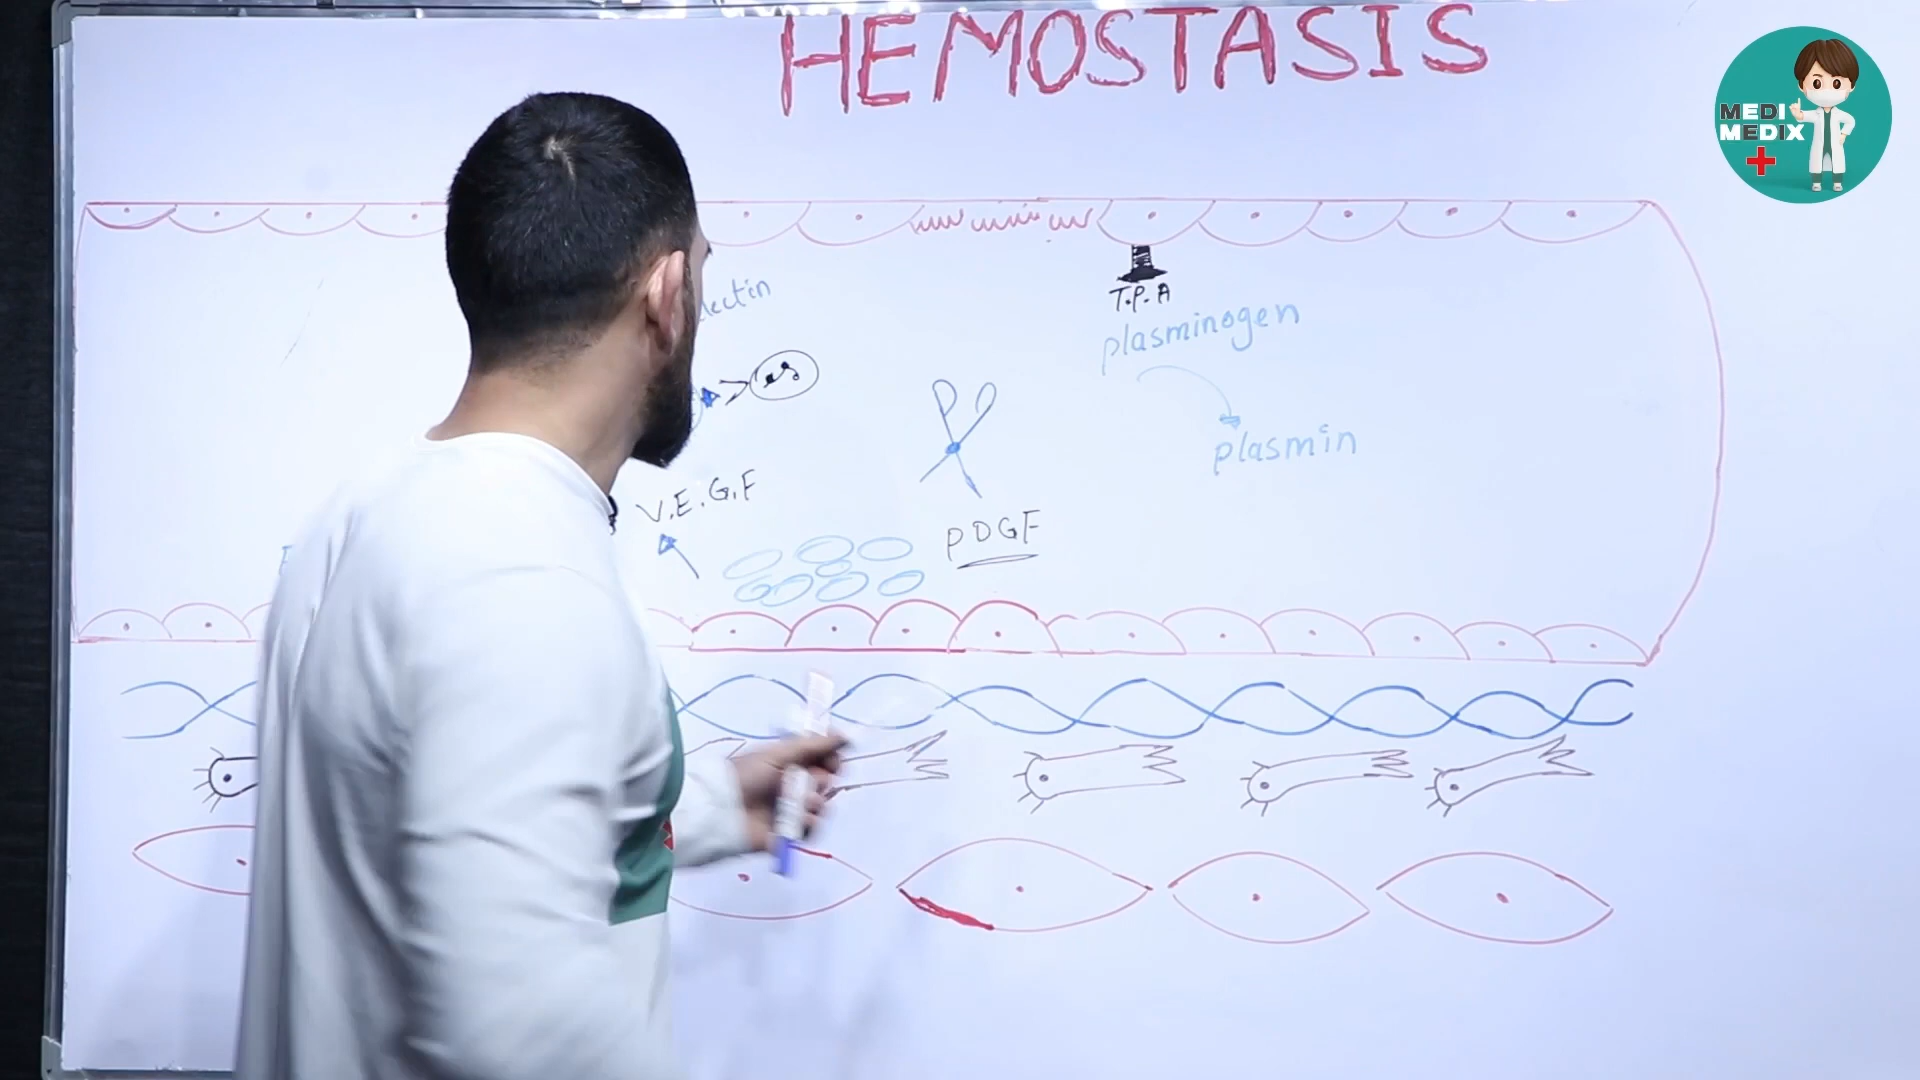 HEMOSTASIS
MEDI
MEDIX
T.P.A
plasminogen
plasmin
V.E.G.F
PDGF